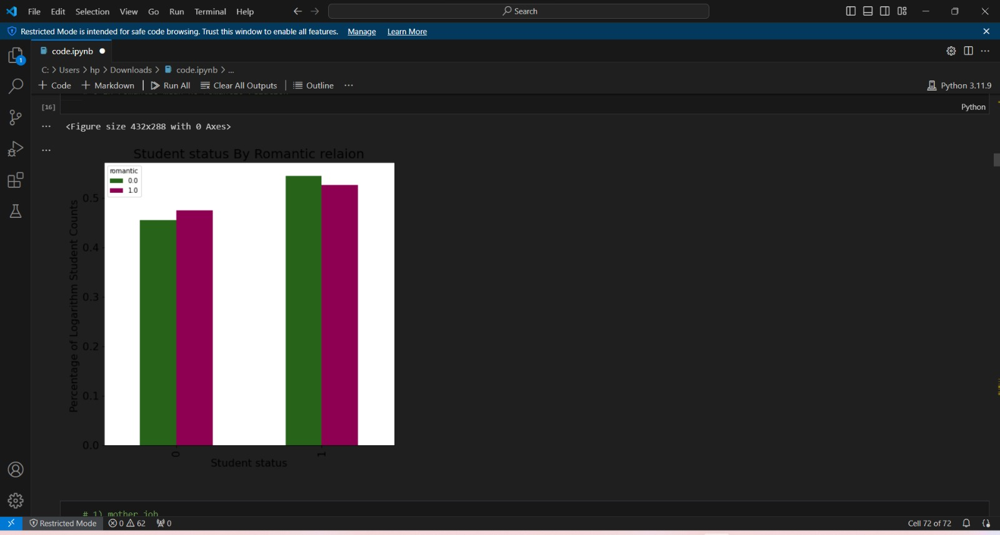 File Edit Selection View Go Run Terminal Help
Search
Restricted Mode is intended for safe code browsing. Trust this window to enable all features. Manage Learn More
1
code.ipynb
C: > Users > hp > Downloads > code.ipynb > ...
+ Code + Markdown Run All Clear All Outputs Outline ...
Python 3.11.9
[16]
Python
... <Figure size 432x288 with 0 Axes>
...
Student status By Romantic relaion
romantic
0.0
1.0
Percentage of Logarithm Student Counts
0.5
0.4
0.3
0.2
0.1
0.0
0 1
Student status
# 1) mother job
Restricted Mode 0 62 0
Cell 72 of 72